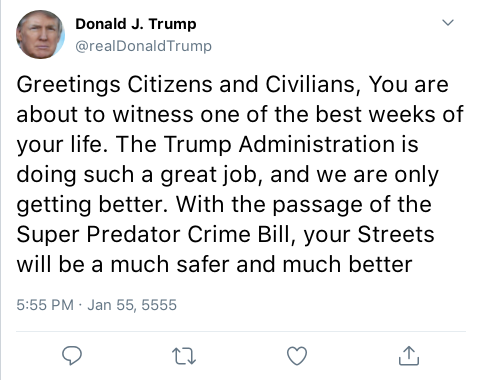 Donald J. Trump
@realDonaldTrump
Greetings Citizens and Civilians, You are
about to witness one of the best weeks of
your life. The Trump Administration is
doing such a great job, and we are only
getting better. With the passage of the
Super Predator Crime Bill, your Streets
will be a much safer and much better
5:55 PM · Jan 55, 5555